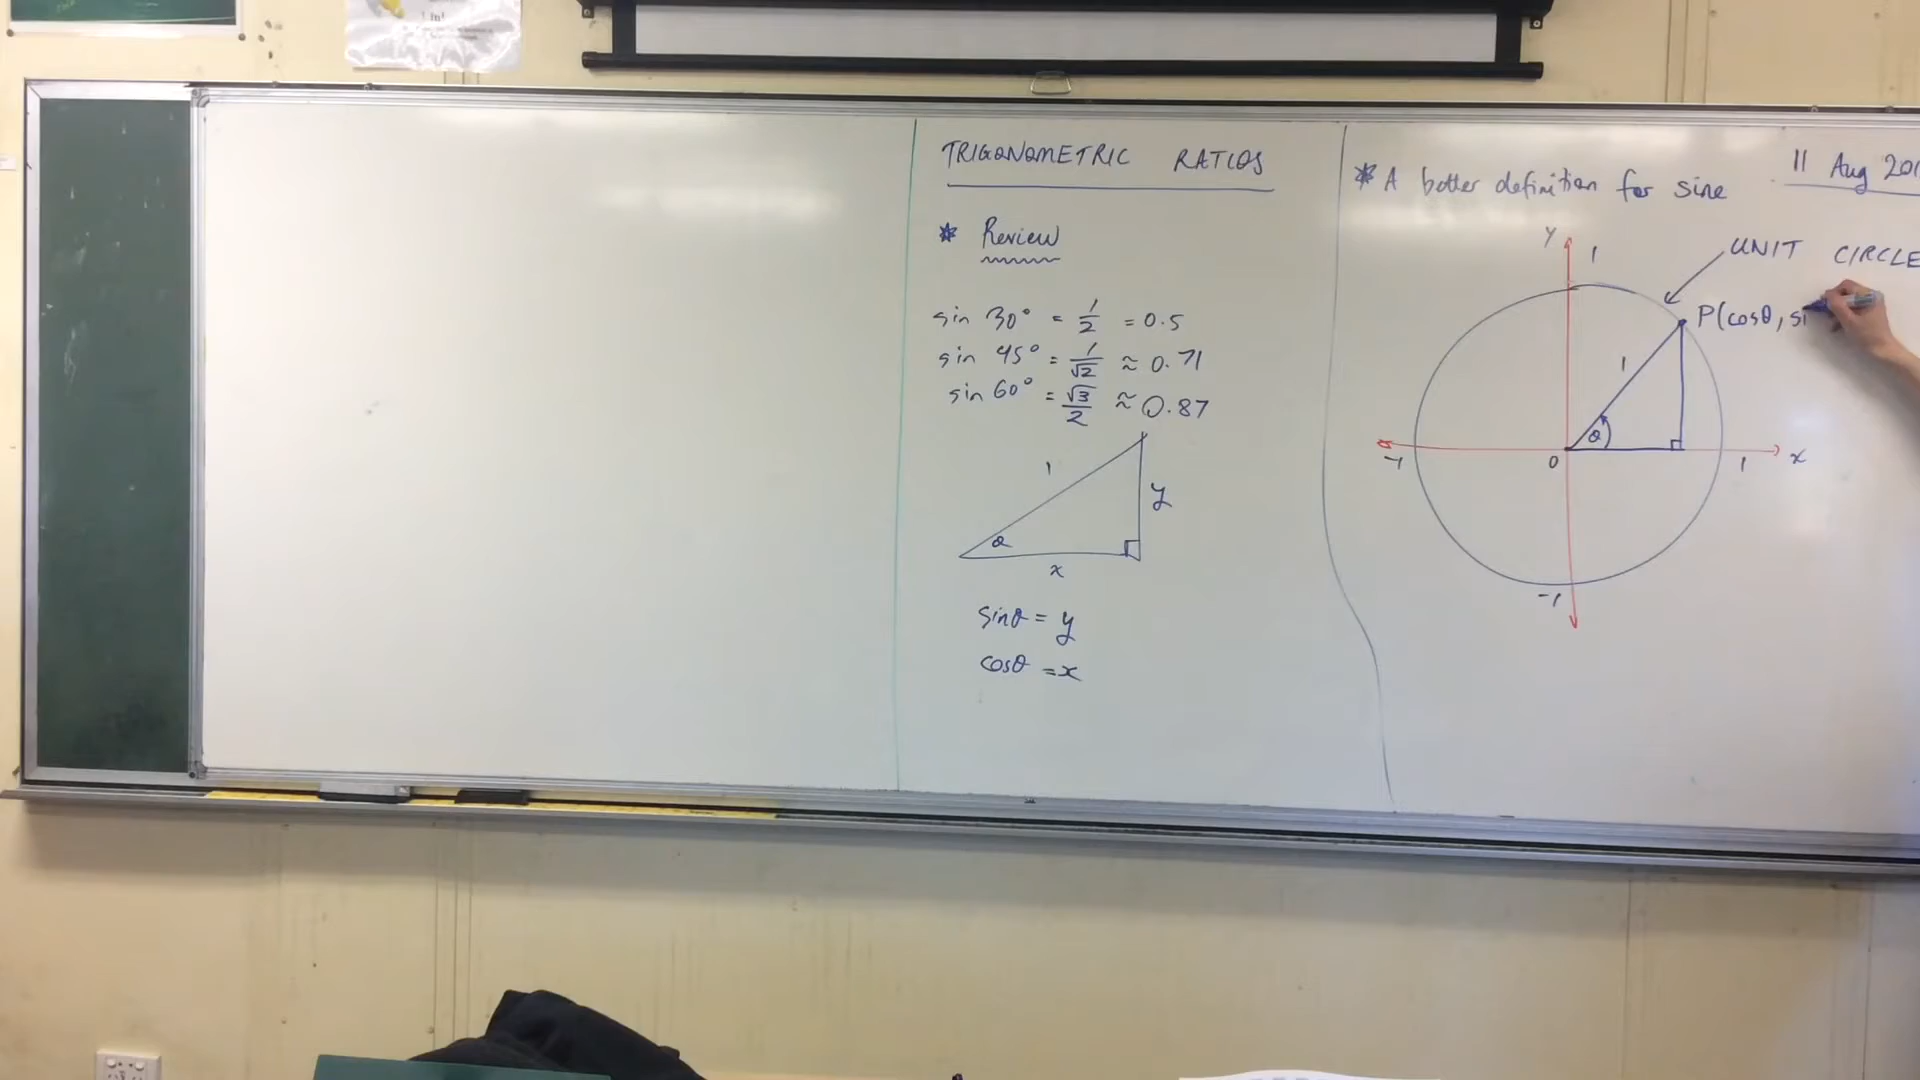 TRIGONOMETRIC RATIOS
* Review
sin 30° = 1/2 = 0.5
sin 45° = 1/√2 ≈ 0.71
sin 60° = √3/2 ≈ 0.87
1
θ
y
x
sinθ = y
cosθ = x
11 Aug 201
* A better definition for sine
y
1
UNIT CIRCLE
P(cosθ, si
1
θ
-1
0
1
x
-1